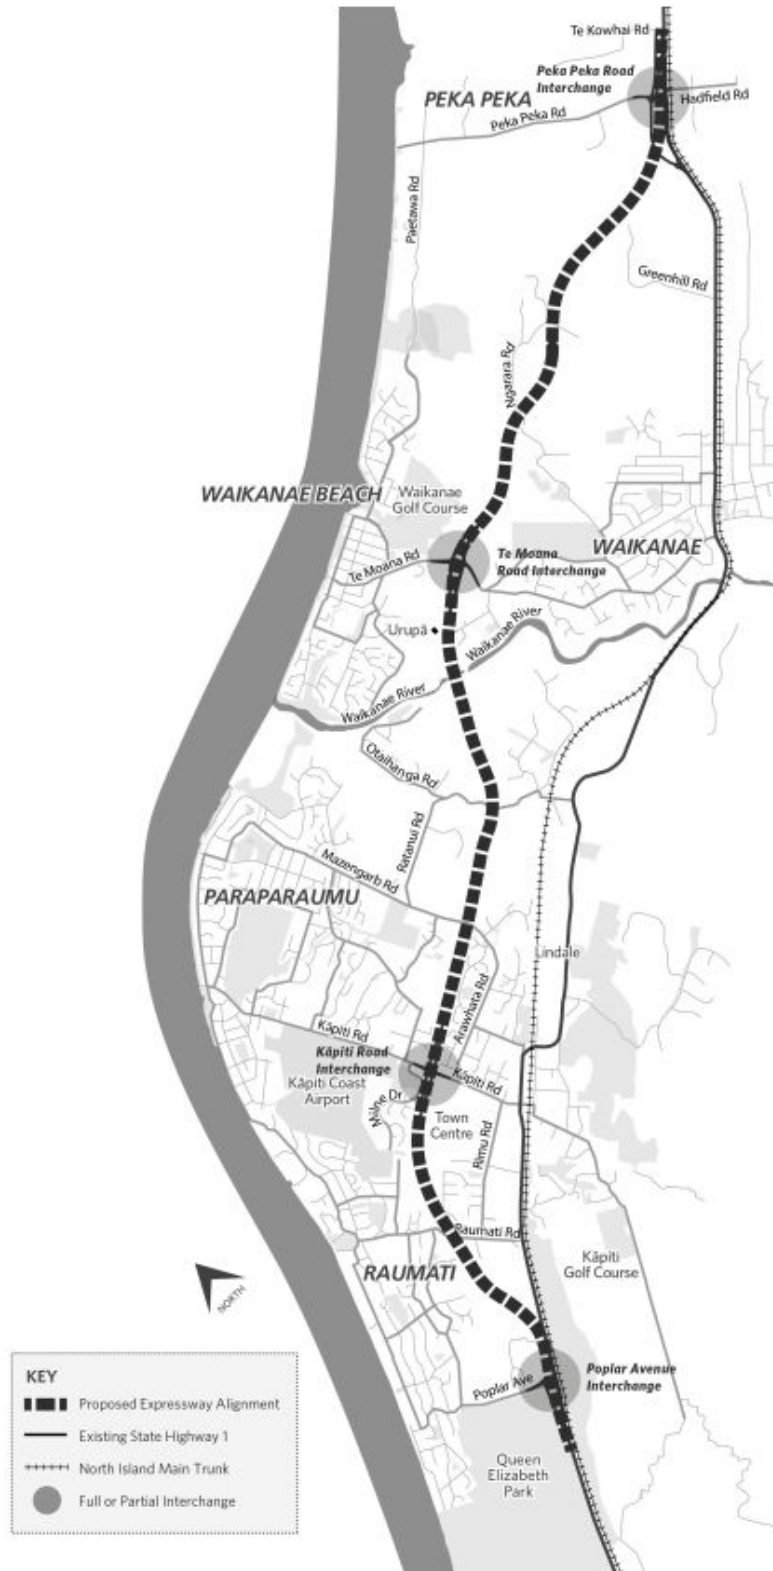 Te Kowhai Rd
Peka Peka Road
Interchange
PEKA PEKA
Hadfield Rd
Peka Peka Rd
Paetawa Rd
Greenhill Rd
Ngarara Rd
WAIKANAE BEACH
Waikanae
Golf Course
Te Moana
Road Interchange
WAIKANAE
Te Moana Rd
Urupā
Waikanae River
Waikanae River
Otaihanga Rd
Ratanui Rd
Mazengarb Rd
PARAPARAUMU
Lindale
Arawhata Rd
Kāpiti Rd
Kāpiti Road
Interchange
Kāpiti Rd
Kāpiti Coast
Airport
Milne Dr
Town
Centre
Rimu Rd
Raumati Rd
RAUMATI
Kāpiti
Golf Course
NORTH
Poplar Avenue
Interchange
Poplar Ave
Queen
Elizabeth
Park
KEY
Proposed Expressway Alignment
Existing State Highway 1
North Island Main Trunk
Full or Partial Interchange